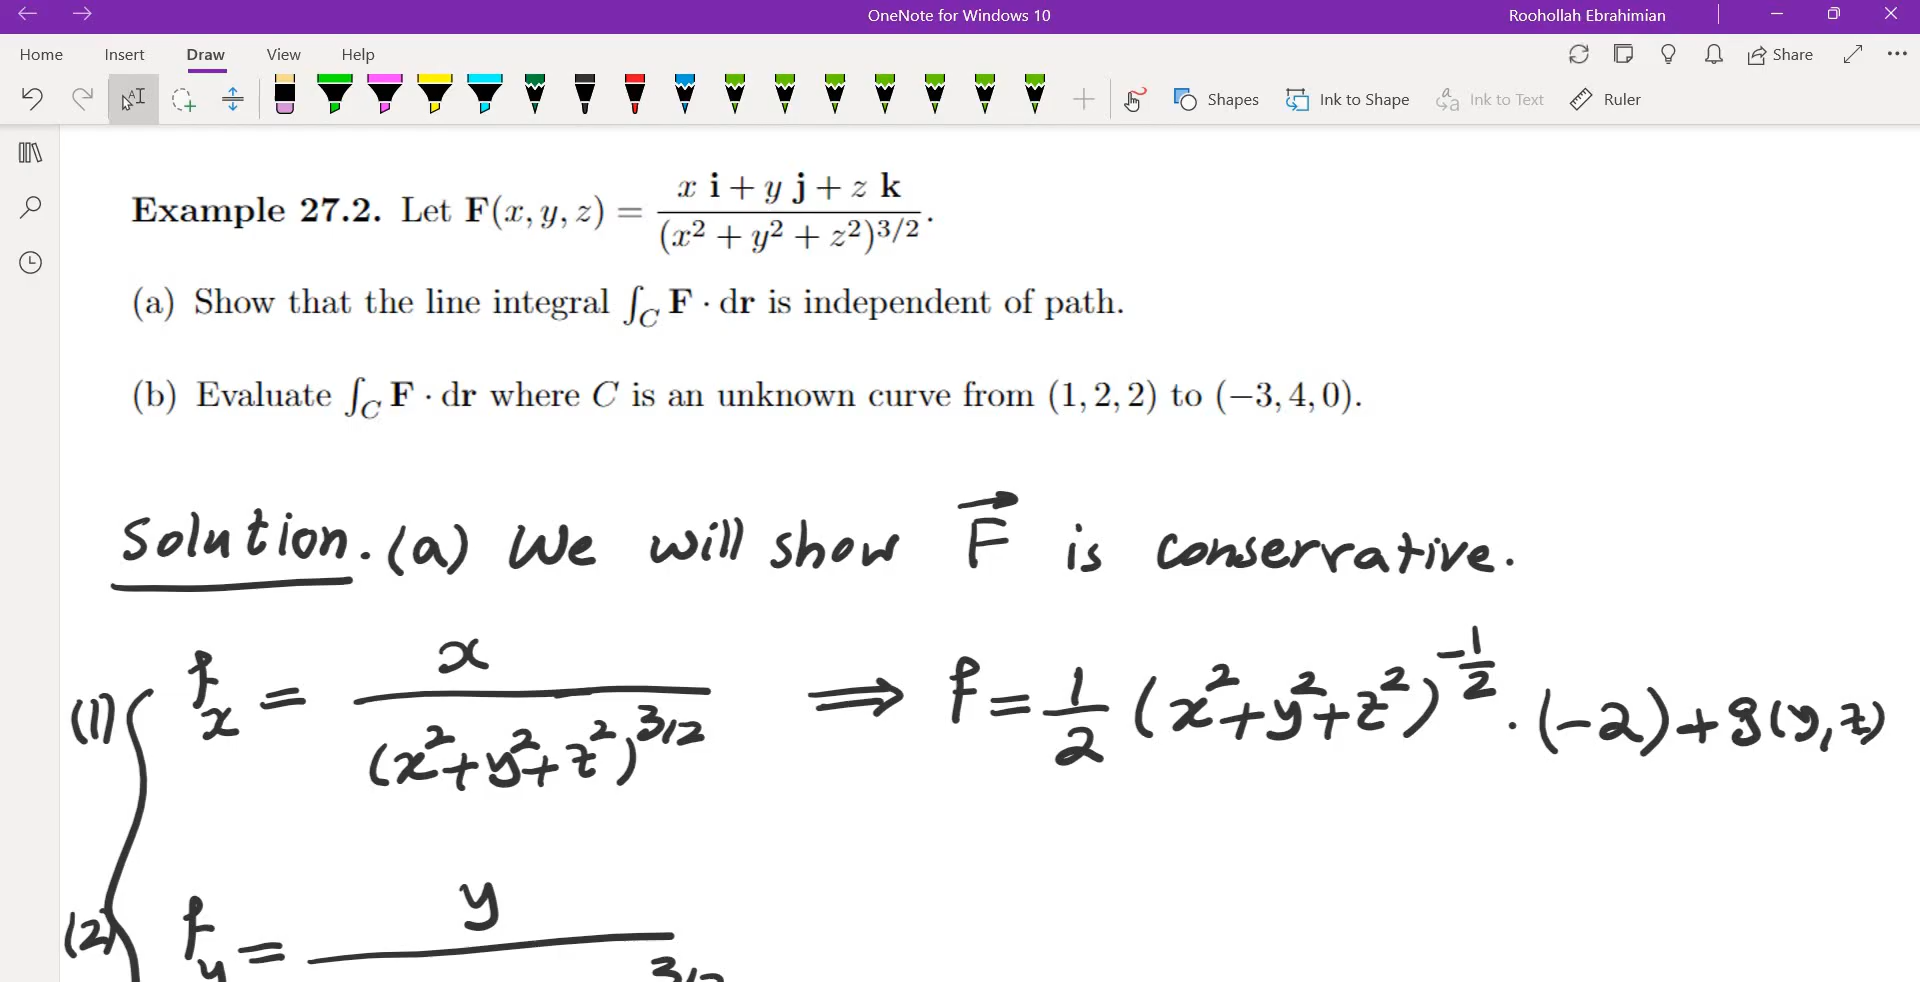 OneNote for Windows 10
Roohollah Ebrahimian
Home Insert Draw View Help
Share
Shapes Ink to Shape Ink to Text Ruler
Example 27.2. Let F(x, y, z) = (x i + y j + z k)/(x² + y² + z²)^{3/2}.
(a) Show that the line integral ∫_C F · dr is independent of path.
(b) Evaluate ∫_C F · dr where C is an unknown curve from (1, 2, 2) to (−3, 4, 0).
Solution. (a) We will show F⃗ is conservative.
(1) f_x = x/(x²+y²+z²)^{3/2} ⟹ f = 1/2 (x²+y²+z²)^{-1/2} · (-2) + g(y,z)
(2) f_y = y/ 3/2